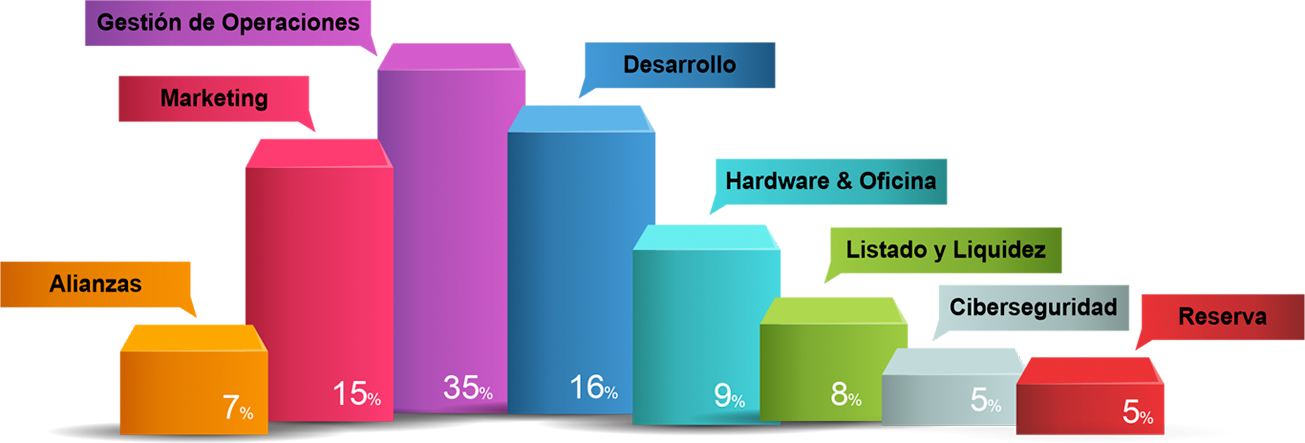 Gestión de Operaciones
Desarrollo
Marketing
Hardware & Oficina
Listado y Liquidez
Alianzas
Ciberseguridad
Reserva
7%
15%
35%
16%
9%
8%
5%
5%